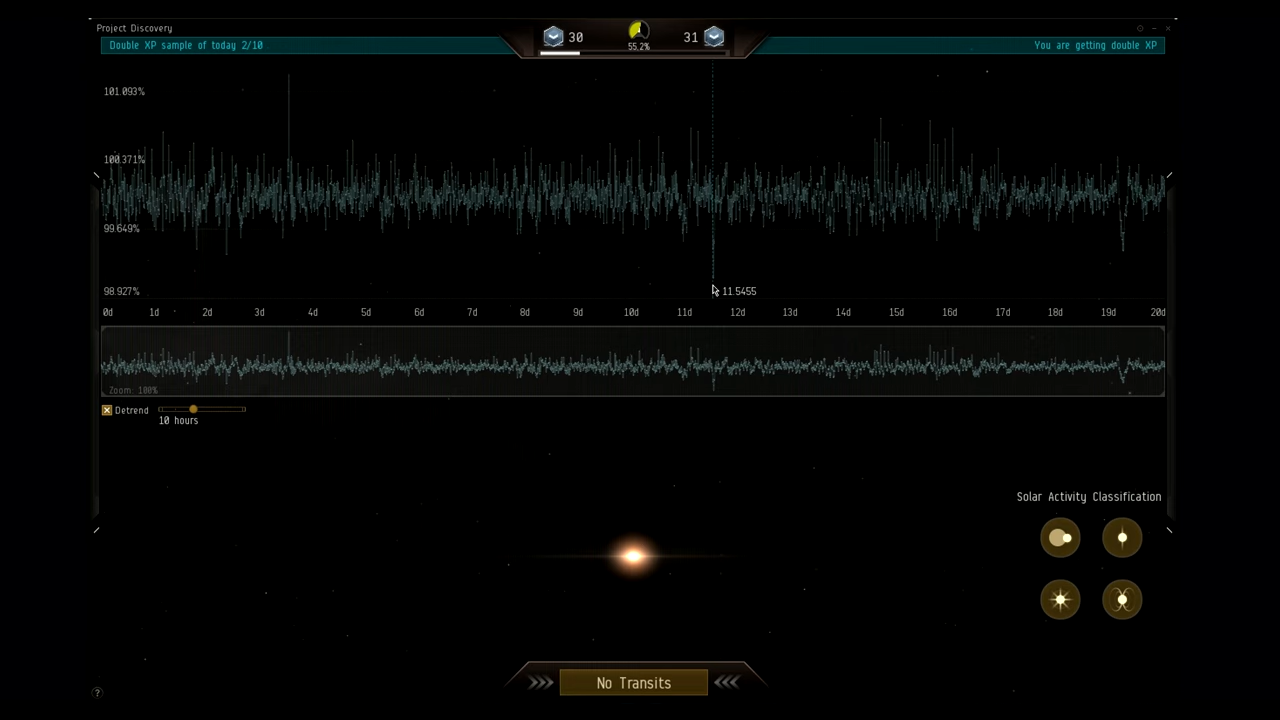 Project Discovery
Double XP sample of today 2/10
30
55.2%
31
You are getting double XP
101.093%
100.371%
99.649%
98.927%
11.5455
0d 1d 2d 3d 4d 5d 6d 7d 8d 9d 10d 11d 12d 13d 14d 15d 16d 17d 18d 19d 20d
Zoom: 100%
Detrend
10 hours
Solar Activity Classification
No Transits
?